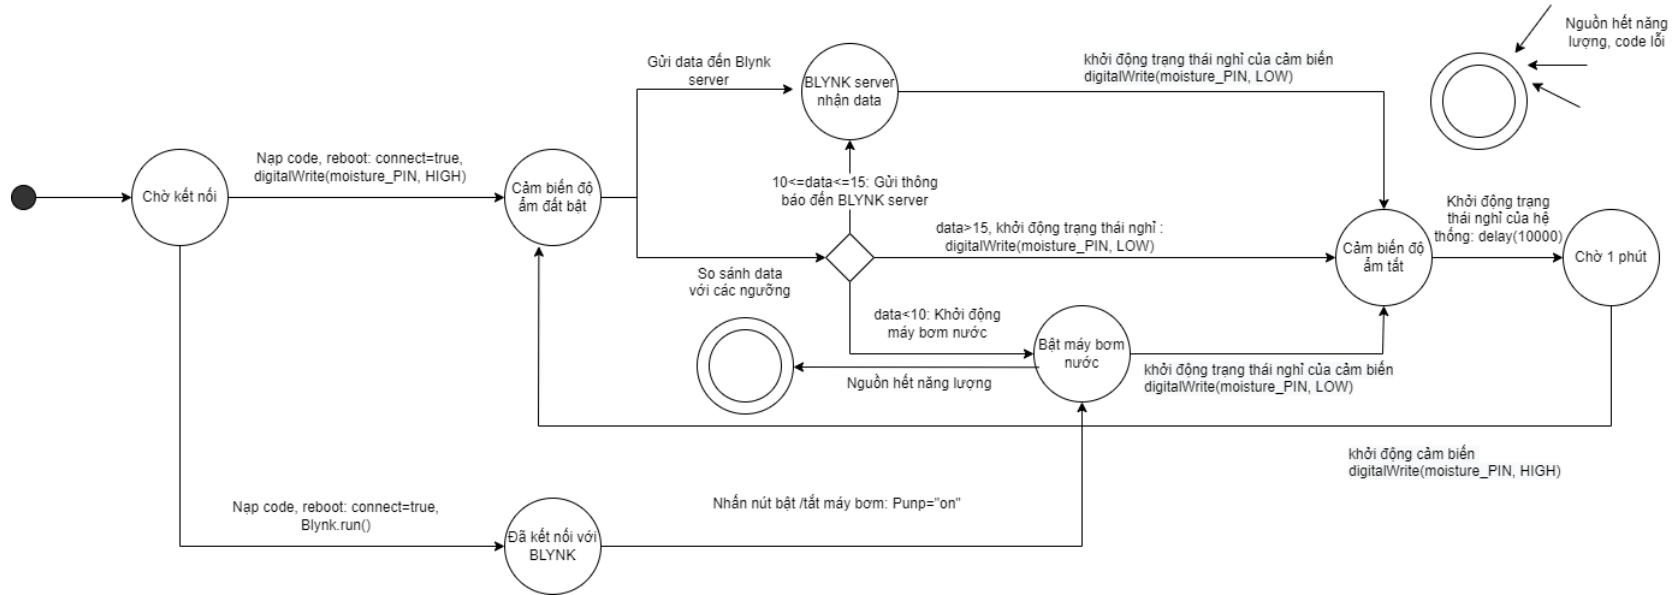 Nguồn hết năng
lượng, code lỗi
Gửi data đến Blynk
server
BLYNK server
nhận data
khởi động trạng thái nghỉ của cảm biến
digitalWrite(moisture_PIN, LOW)
Chờ kết nối
Nạp code, reboot: connect=true,
digitalWrite(moisture_PIN, HIGH)
Cảm biến độ
ẩm đất bật
10<=data<=15: Gửi thông
báo đến BLYNK server
data>15, khởi động trạng thái nghỉ :
digitalWrite(moisture_PIN, LOW)
Cảm biến độ
ẩm tắt
Khởi động trạng
thái nghỉ của hệ
thống: delay(10000)
Chờ 1 phút
So sánh data
với các ngưỡng
data<10: Khởi động
máy bơm nước
Bật máy bơm
nước
Nguồn hết năng lượng
khởi động trạng thái nghỉ của cảm biến
digitalWrite(moisture_PIN, LOW)
khởi động cảm biến
digitalWrite(moisture_PIN, HIGH)
Nạp code, reboot: connect=true,
Blynk.run()
Đã kết nối với
BLYNK
Nhấn nút bật /tắt máy bơm: Punp="on"